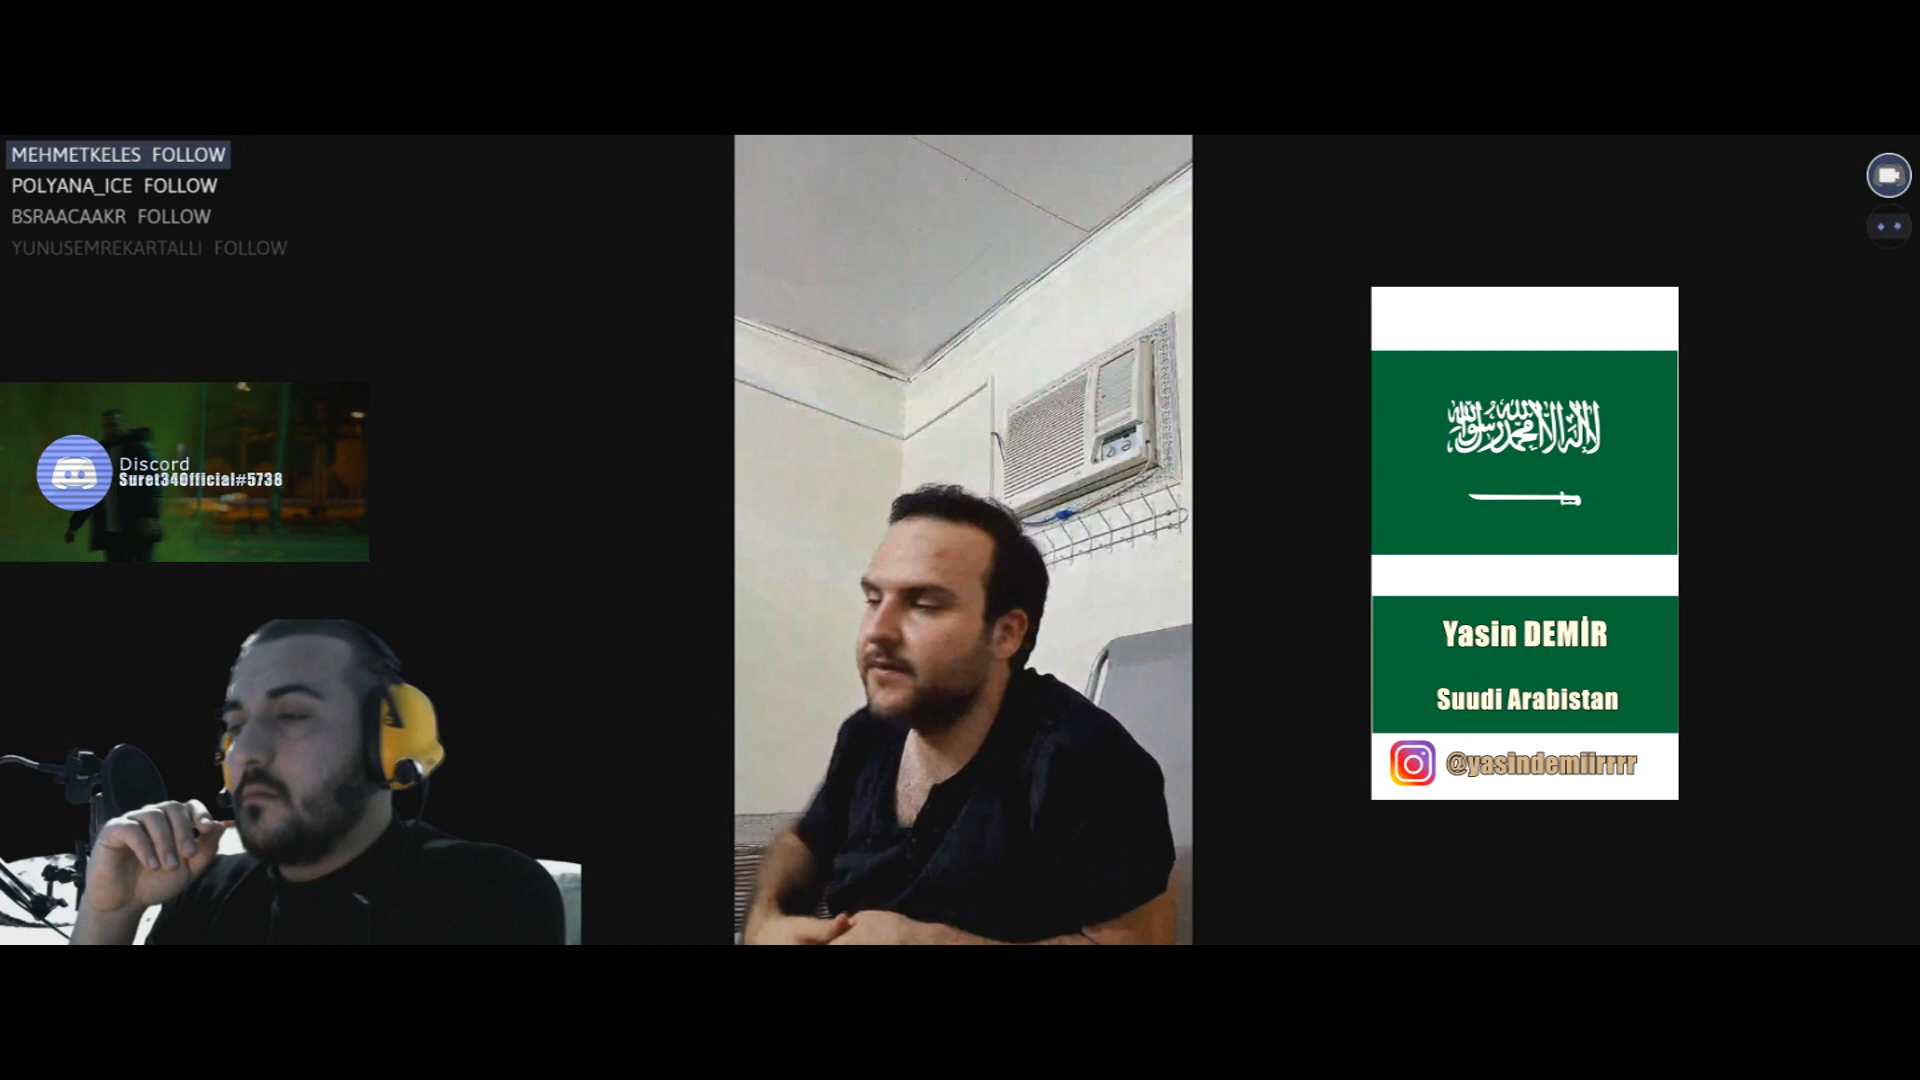 MEHMETKELES FOLLOW
POLYANA_ICE FOLLOW
BSRAACAAKR FOLLOW
YUNUSEMREKARTALLI FOLLOW
Discord
Suret34Official#5738
لا إله إلا الله محمد رسول الله
Yasin DEMİR
Suudi Arabistan
@yasindemiirrrr